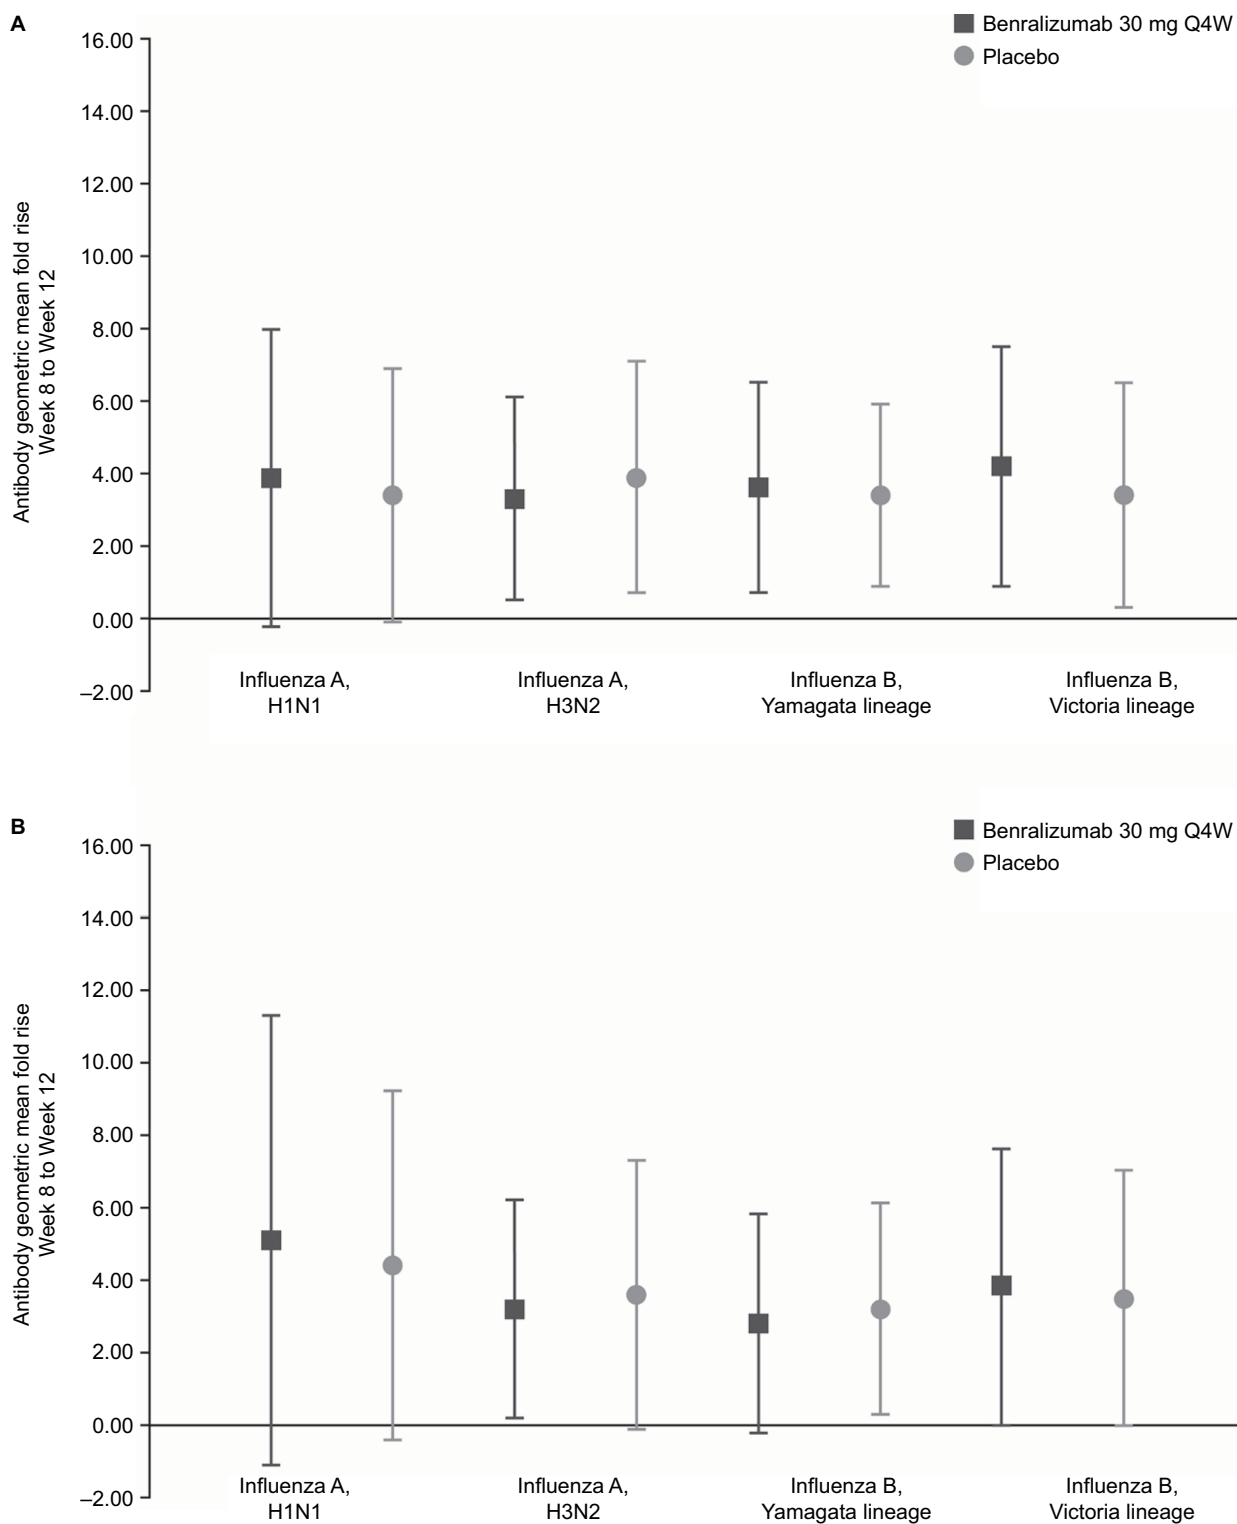 A
Benralizumab 30 mg Q4W
Placebo
16.00
14.00
12.00
10.00
8.00
6.00
4.00
2.00
0.00
–2.00
Antibody geometric mean fold rise
Week 8 to Week 12
Influenza A,
H1N1
Influenza A,
H3N2
Influenza B,
Yamagata lineage
Influenza B,
Victoria lineage
B
Benralizumab 30 mg Q4W
Placebo
16.00
14.00
12.00
10.00
8.00
6.00
4.00
2.00
0.00
–2.00
Antibody geometric mean fold rise
Week 8 to Week 12
Influenza A,
H1N1
Influenza A,
H3N2
Influenza B,
Yamagata lineage
Influenza B,
Victoria lineage